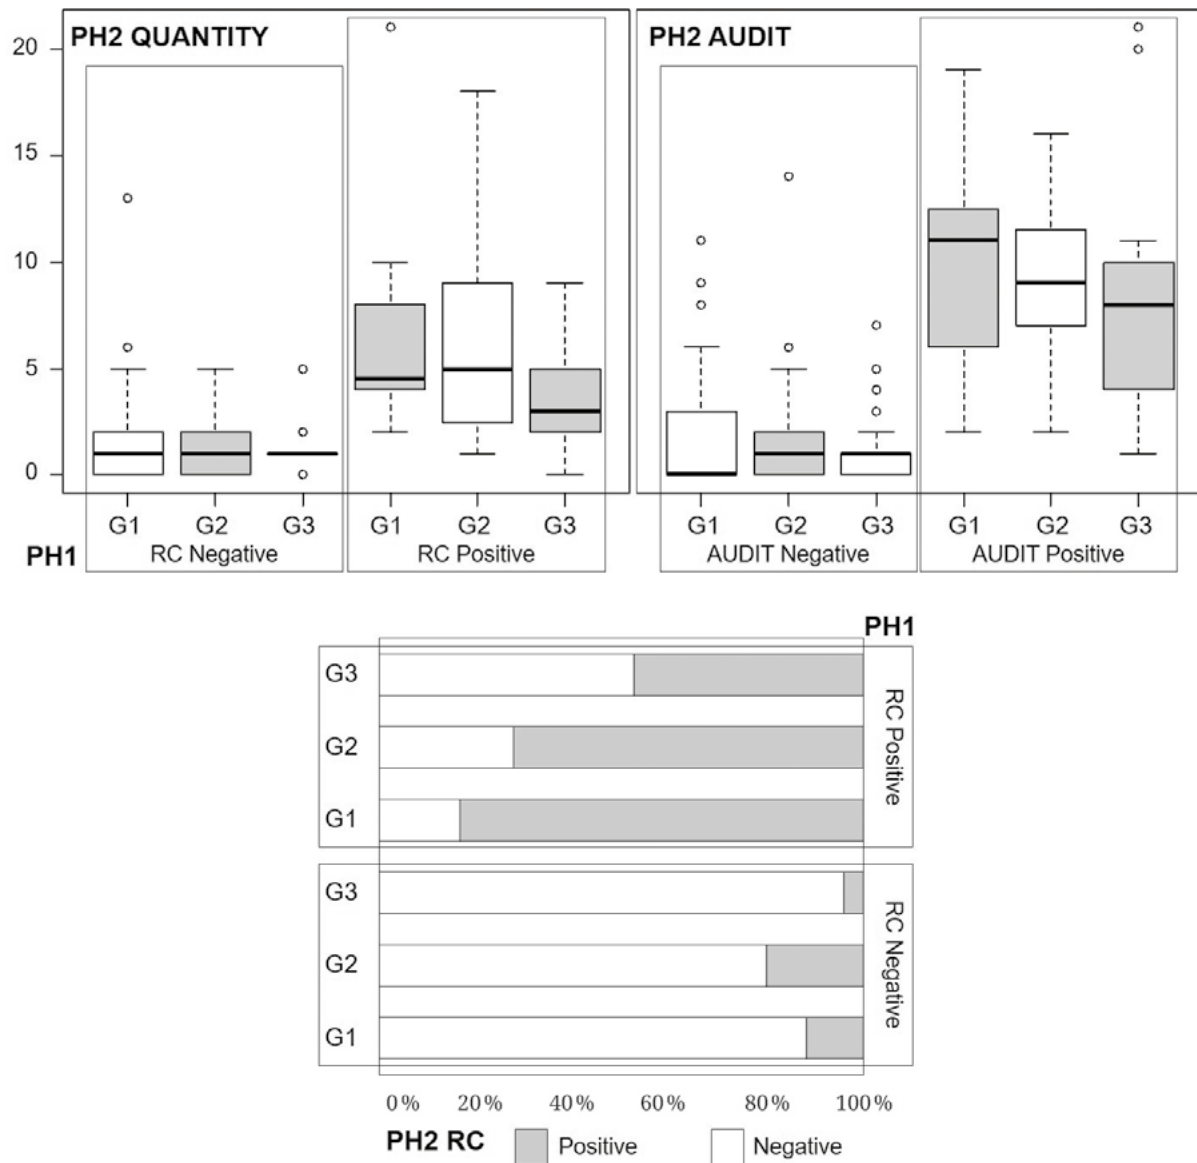 PH2 QUANTITY
PH2 AUDIT
20
15
10
5
0
G1 G2 G3 G1 G2 G3 G1 G2 G3 G1 G2 G3
PH1 RC Negative RC Positive AUDIT Negative AUDIT Positive
PH1
G3
G2
G1
RC Positive
G3
G2
G1
RC Negative
0% 20% 40% 60% 80% 100%
PH2 RC Positive Negative